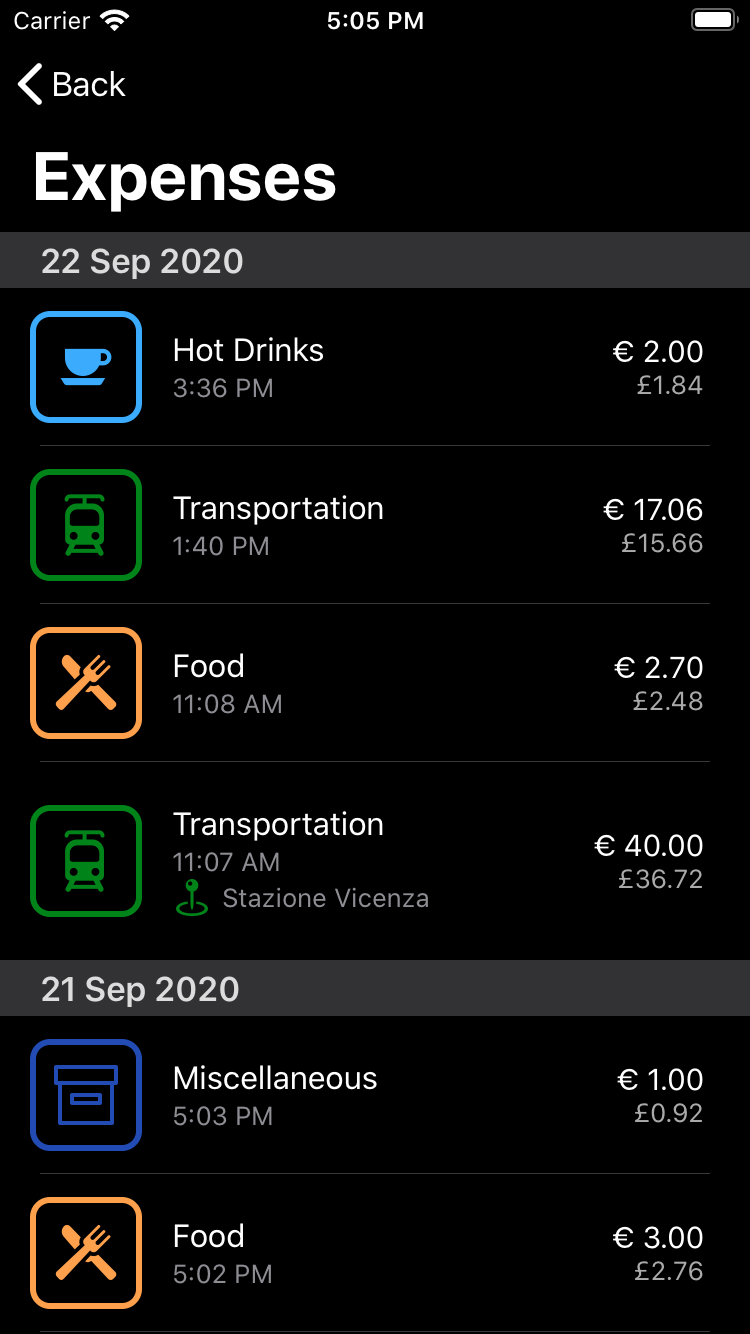 Carrier 5:05 PM
Back
Expenses
22 Sep 2020
Hot Drinks € 2.00
3:36 PM £1.84
Transportation € 17.06
1:40 PM £15.66
Food € 2.70
11:08 AM £2.48
Transportation € 40.00
11:07 AM £36.72
Stazione Vicenza
21 Sep 2020
Miscellaneous € 1.00
5:03 PM £0.92
Food € 3.00
5:02 PM £2.76